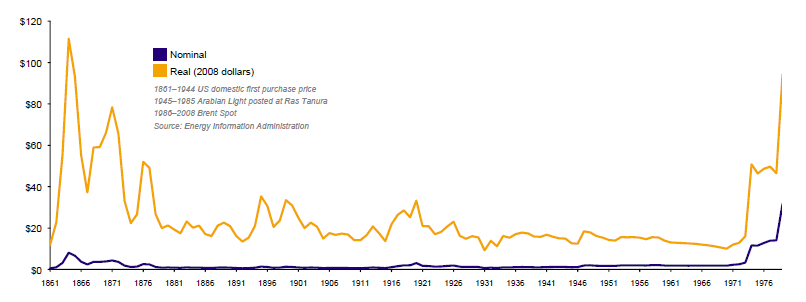 $120
$100
$80
$60
$40
$20
$0
Nominal
Real (2008 dollars)
1861–1944 US domestic first purchase price
1945–1985 Arabian Light posted at Ras Tanura
1986–2008 Brent Spot
Source: Energy Information Administration
1861 1866 1871 1876 1881 1886 1891 1896 1901 1906 1911 1916 1921 1926 1931 1936 1941 1946 1951 1956 1961 1966 1971 1976